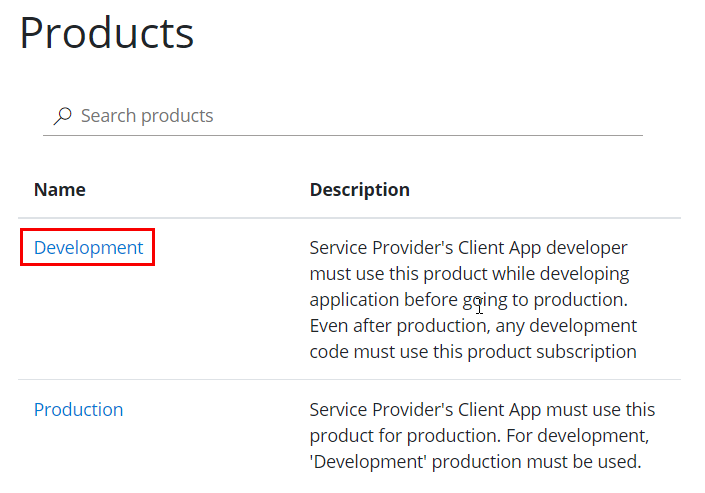 Products
Search products
Name Description
Development Service Provider's Client App developer
must use this product while developing
application before going to production.
Even after production, any development
code must use this product subscription
Production Service Provider's Client App must use this
product for production. For development,
'Development' production must be used.